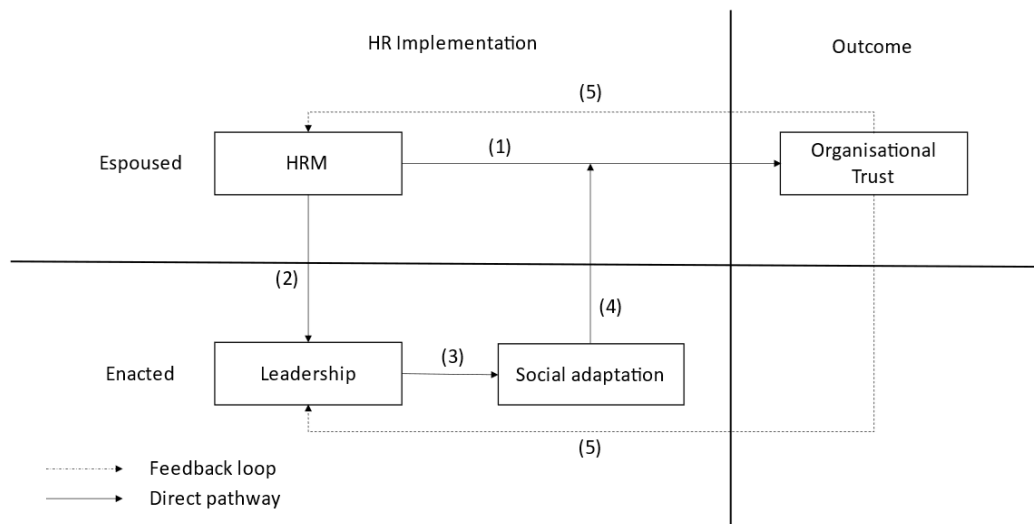 HR Implementation
Outcome
(5)
Espoused
HRM
(1)
Organisational
Trust
(2)
(4)
Enacted
Leadership
(3)
Social adaptation
(5)
Feedback loop
Direct pathway